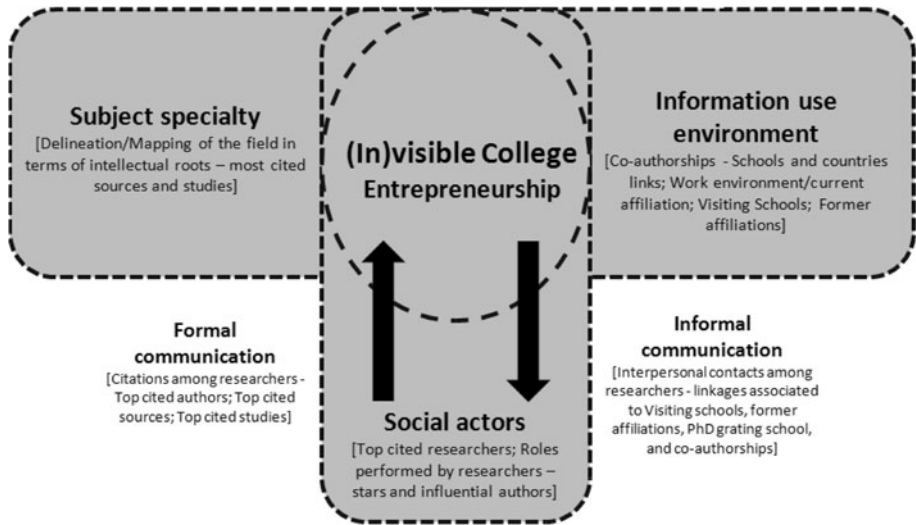 Subject specialty
[Delineation/Mapping of the field in
terms of intellectual roots – most cited
sources and studies]
(In)visible College
Entrepreneurship
Information use
environment
[Co-authorships - Schools and countries
links; Work environment/current
affiliation; Visiting Schools; Former
affiliations]
Formal
communication
[Citations among researchers -
Top cited authors; Top cited
sources; Top cited studies]
Social actors
[Top cited researchers; Roles
performed by researchers –
stars and influential authors]
Informal
communication
[Interpersonal contacts among
researchers - linkages associated
to Visiting schools, former
affiliations, PhD grating school,
and co-authorships]